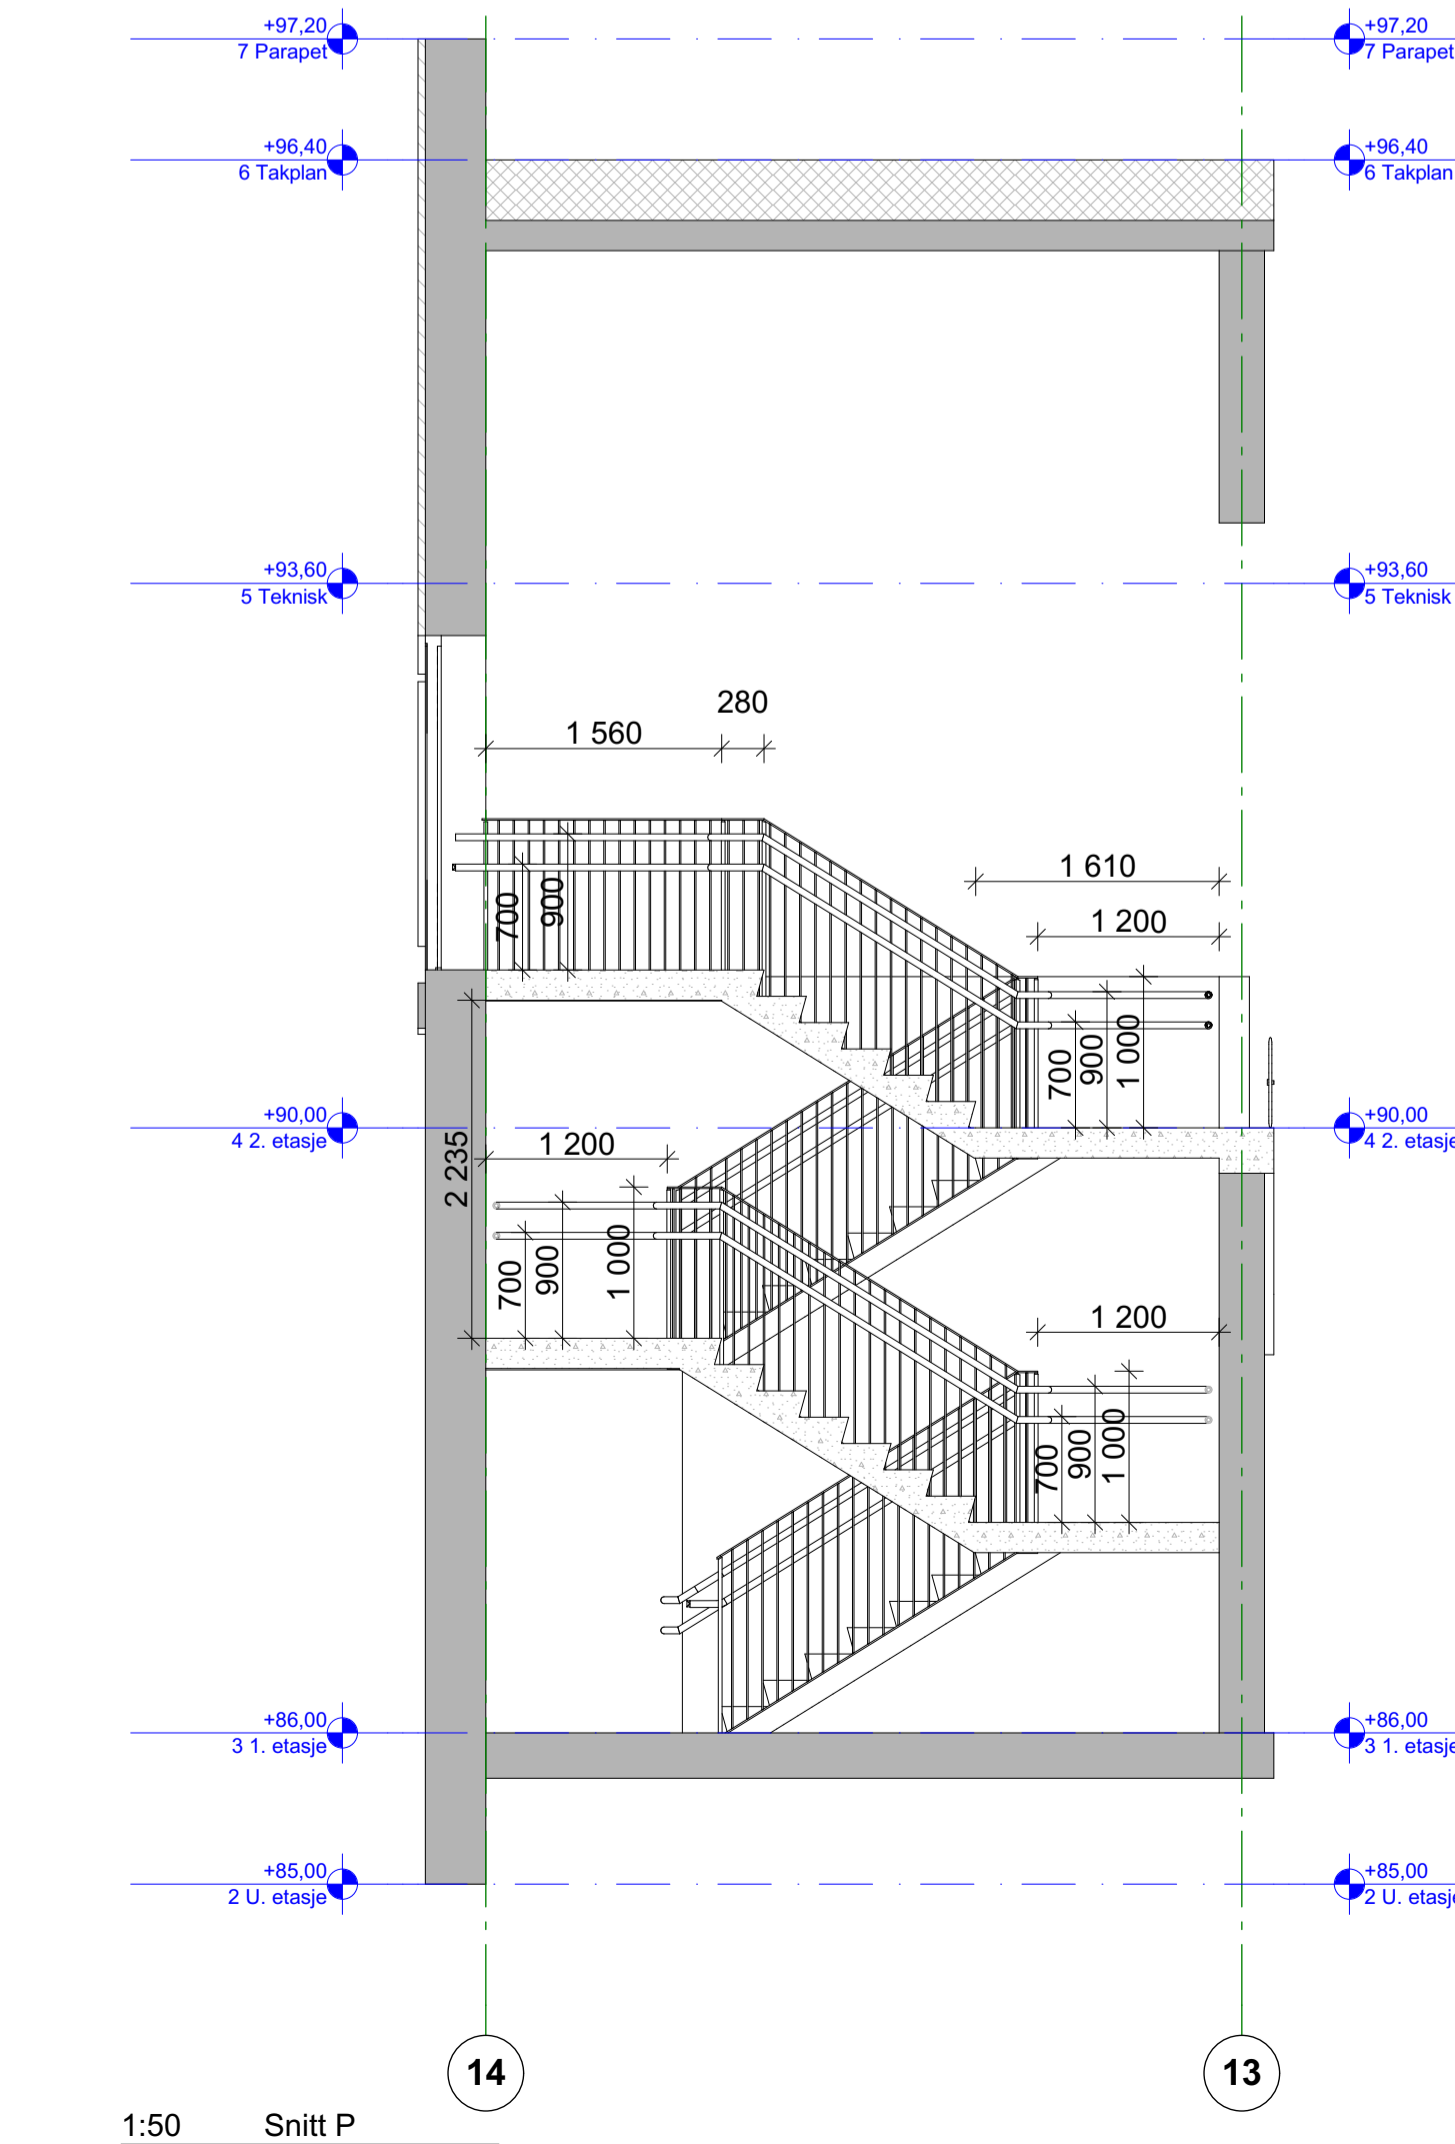 +97,20
7 Parapet
+97,20
7 Parapet
+96,40
6 Takplan
+96,40
6 Takplan
+93,60
5 Teknisk
+93,60
5 Teknisk
280
1 560
1 610
1 200
700
900
700
900
1 000
+90,00
4 2. etasje
+90,00
4 2. etasje
2 235
1 200
700
900
1 000
1 200
700
900
1 000
+86,00
3 1. etasje
+86,00
3 1. etasje
+85,00
2 U. etasje
+85,00
2 U. etasje
14
13
1:50 Snitt P